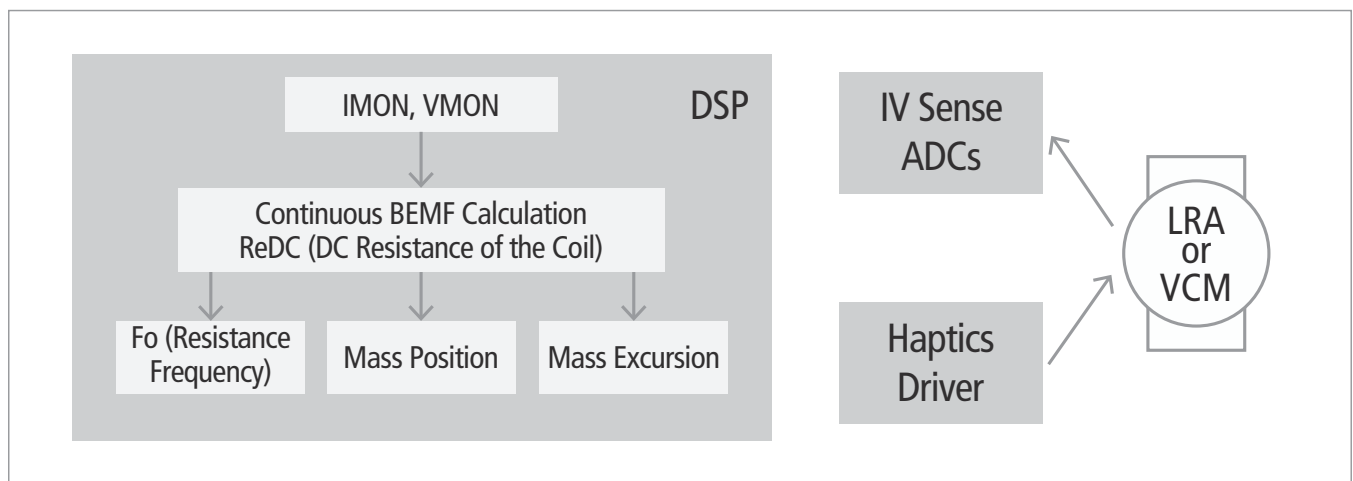 DSP
IMON, VMON
Continuous BEMF Calculation
ReDC (DC Resistance of the Coil)
Fo (Resistance
Frequency)
Mass Position
Mass Excursion
IV Sense
ADCs
Haptics
Driver
LRA
or
VCM